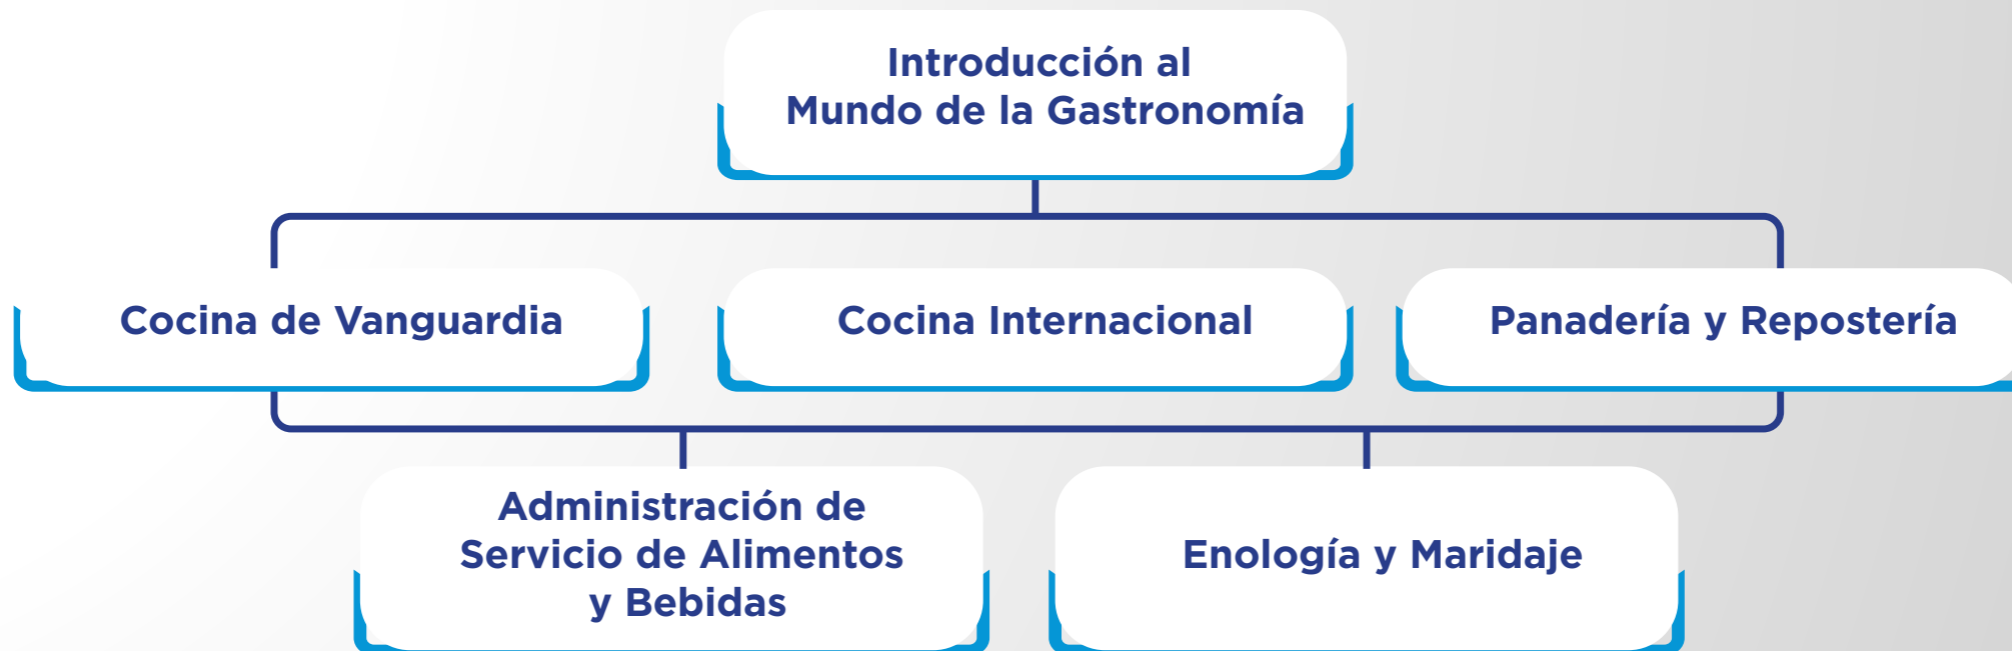 Introducción al
Mundo de la Gastronomía
Cocina de Vanguardia
Cocina Internacional
Panadería y Repostería
Administración de
Servicio de Alimentos
y Bebidas
Enología y Maridaje